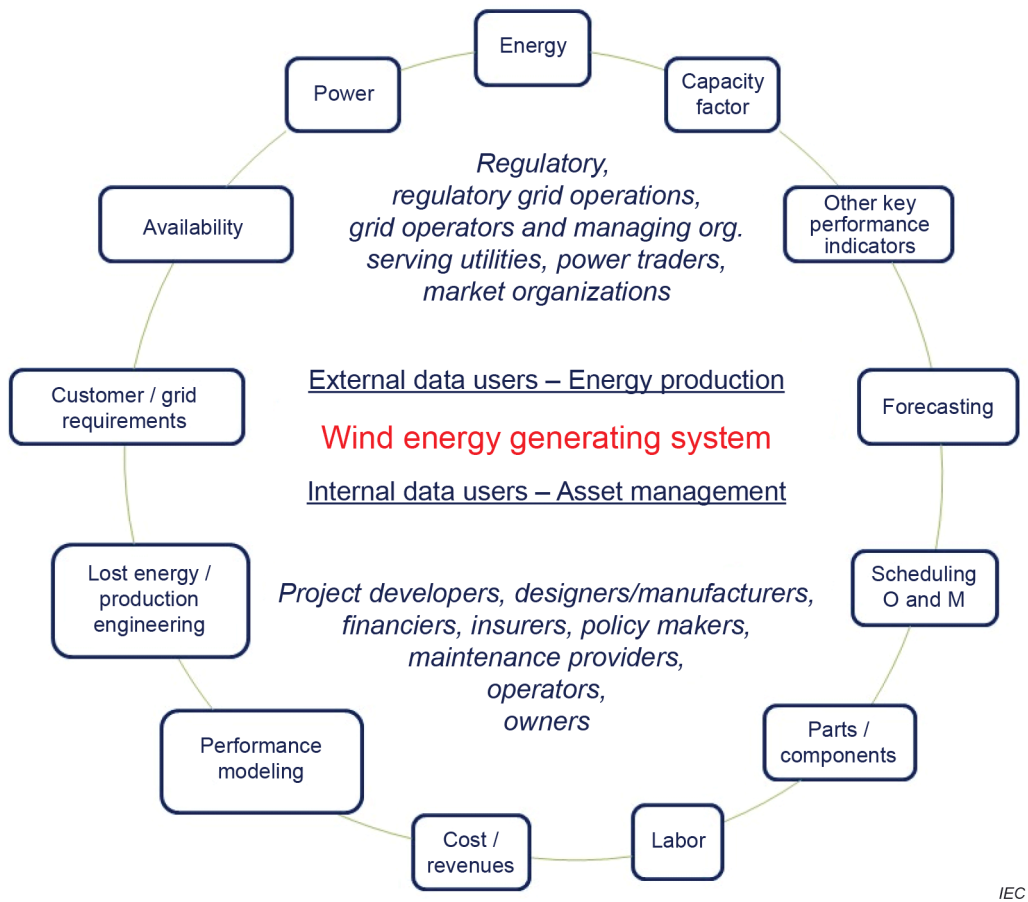 Energy
Power
Capacity
factor
Regulatory,
regulatory grid operations,
grid operators and managing org.
serving utilities, power traders,
market organizations
Availability
Other key
performance
indicators
External data users – Energy production
Customer / grid
requirements
Forecasting
Wind energy generating system
Internal data users – Asset management
Lost energy /
production
engineering
Scheduling
O and M
Project developers, designers/manufacturers,
financiers, insurers, policy makers,
maintenance providers,
operators,
owners
Performance
modeling
Parts /
components
Cost /
revenues
Labor
IEC